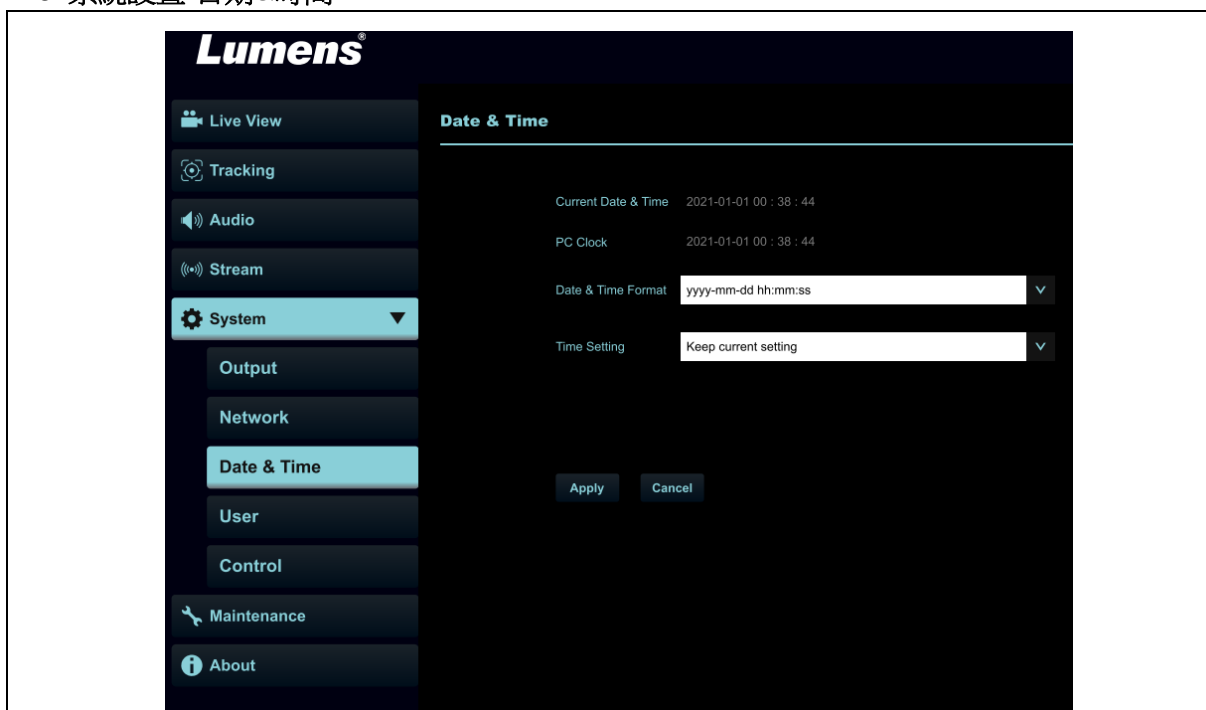 Lumens®
Live View
Tracking
Audio
Stream
System
Output
Network
Date & Time
User
Control
Maintenance
About
Date & Time
Current Date & Time 2021-01-01 00 : 38 : 44
PC Clock 2021-01-01 00 : 38 : 44
Date & Time Format yyyy-mm-dd hh:mm:ss
Time Setting Keep current setting
Apply Cancel